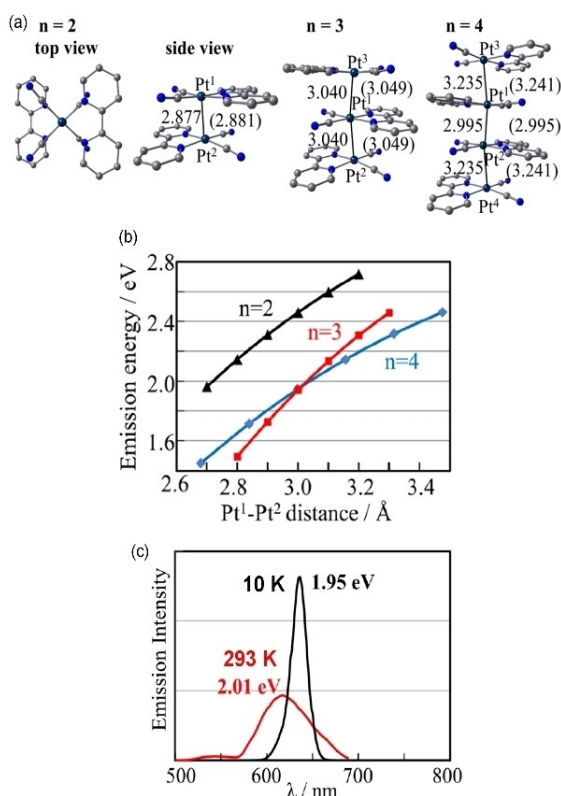 (a)
n = 2
top view
side view
n = 3
n = 4
Pt1
2.877
(2.881)
Pt2
Pt3
3.040
(3.049)
Pt1
3.040
(3.049)
Pt2
Pt3
3.235
(3.241)
Pt1
2.995
(2.995)
Pt2
3.235
(3.241)
Pt4
(b)
Emission energy / eV
2.8
2.4
2.0
1.6
n=2
n=3
n=4
2.6 2.8 3.0 3.2 3.4
Pt1-Pt2 distance / Å
(c)
Emission Intensity
10 K 1.95 eV
293 K
2.01 eV
500 600 700 800
λ / nm